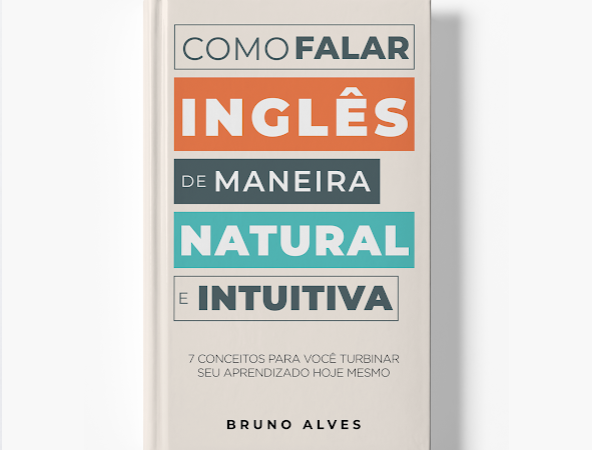 COMO FALAR
INGLÊS
DE MANEIRA
NATURAL
E INTUITIVA
7 CONCEITOS PARA VOCÊ TURBINAR
SEU APRENDIZADO HOJE MESMO
BRUNO ALVES